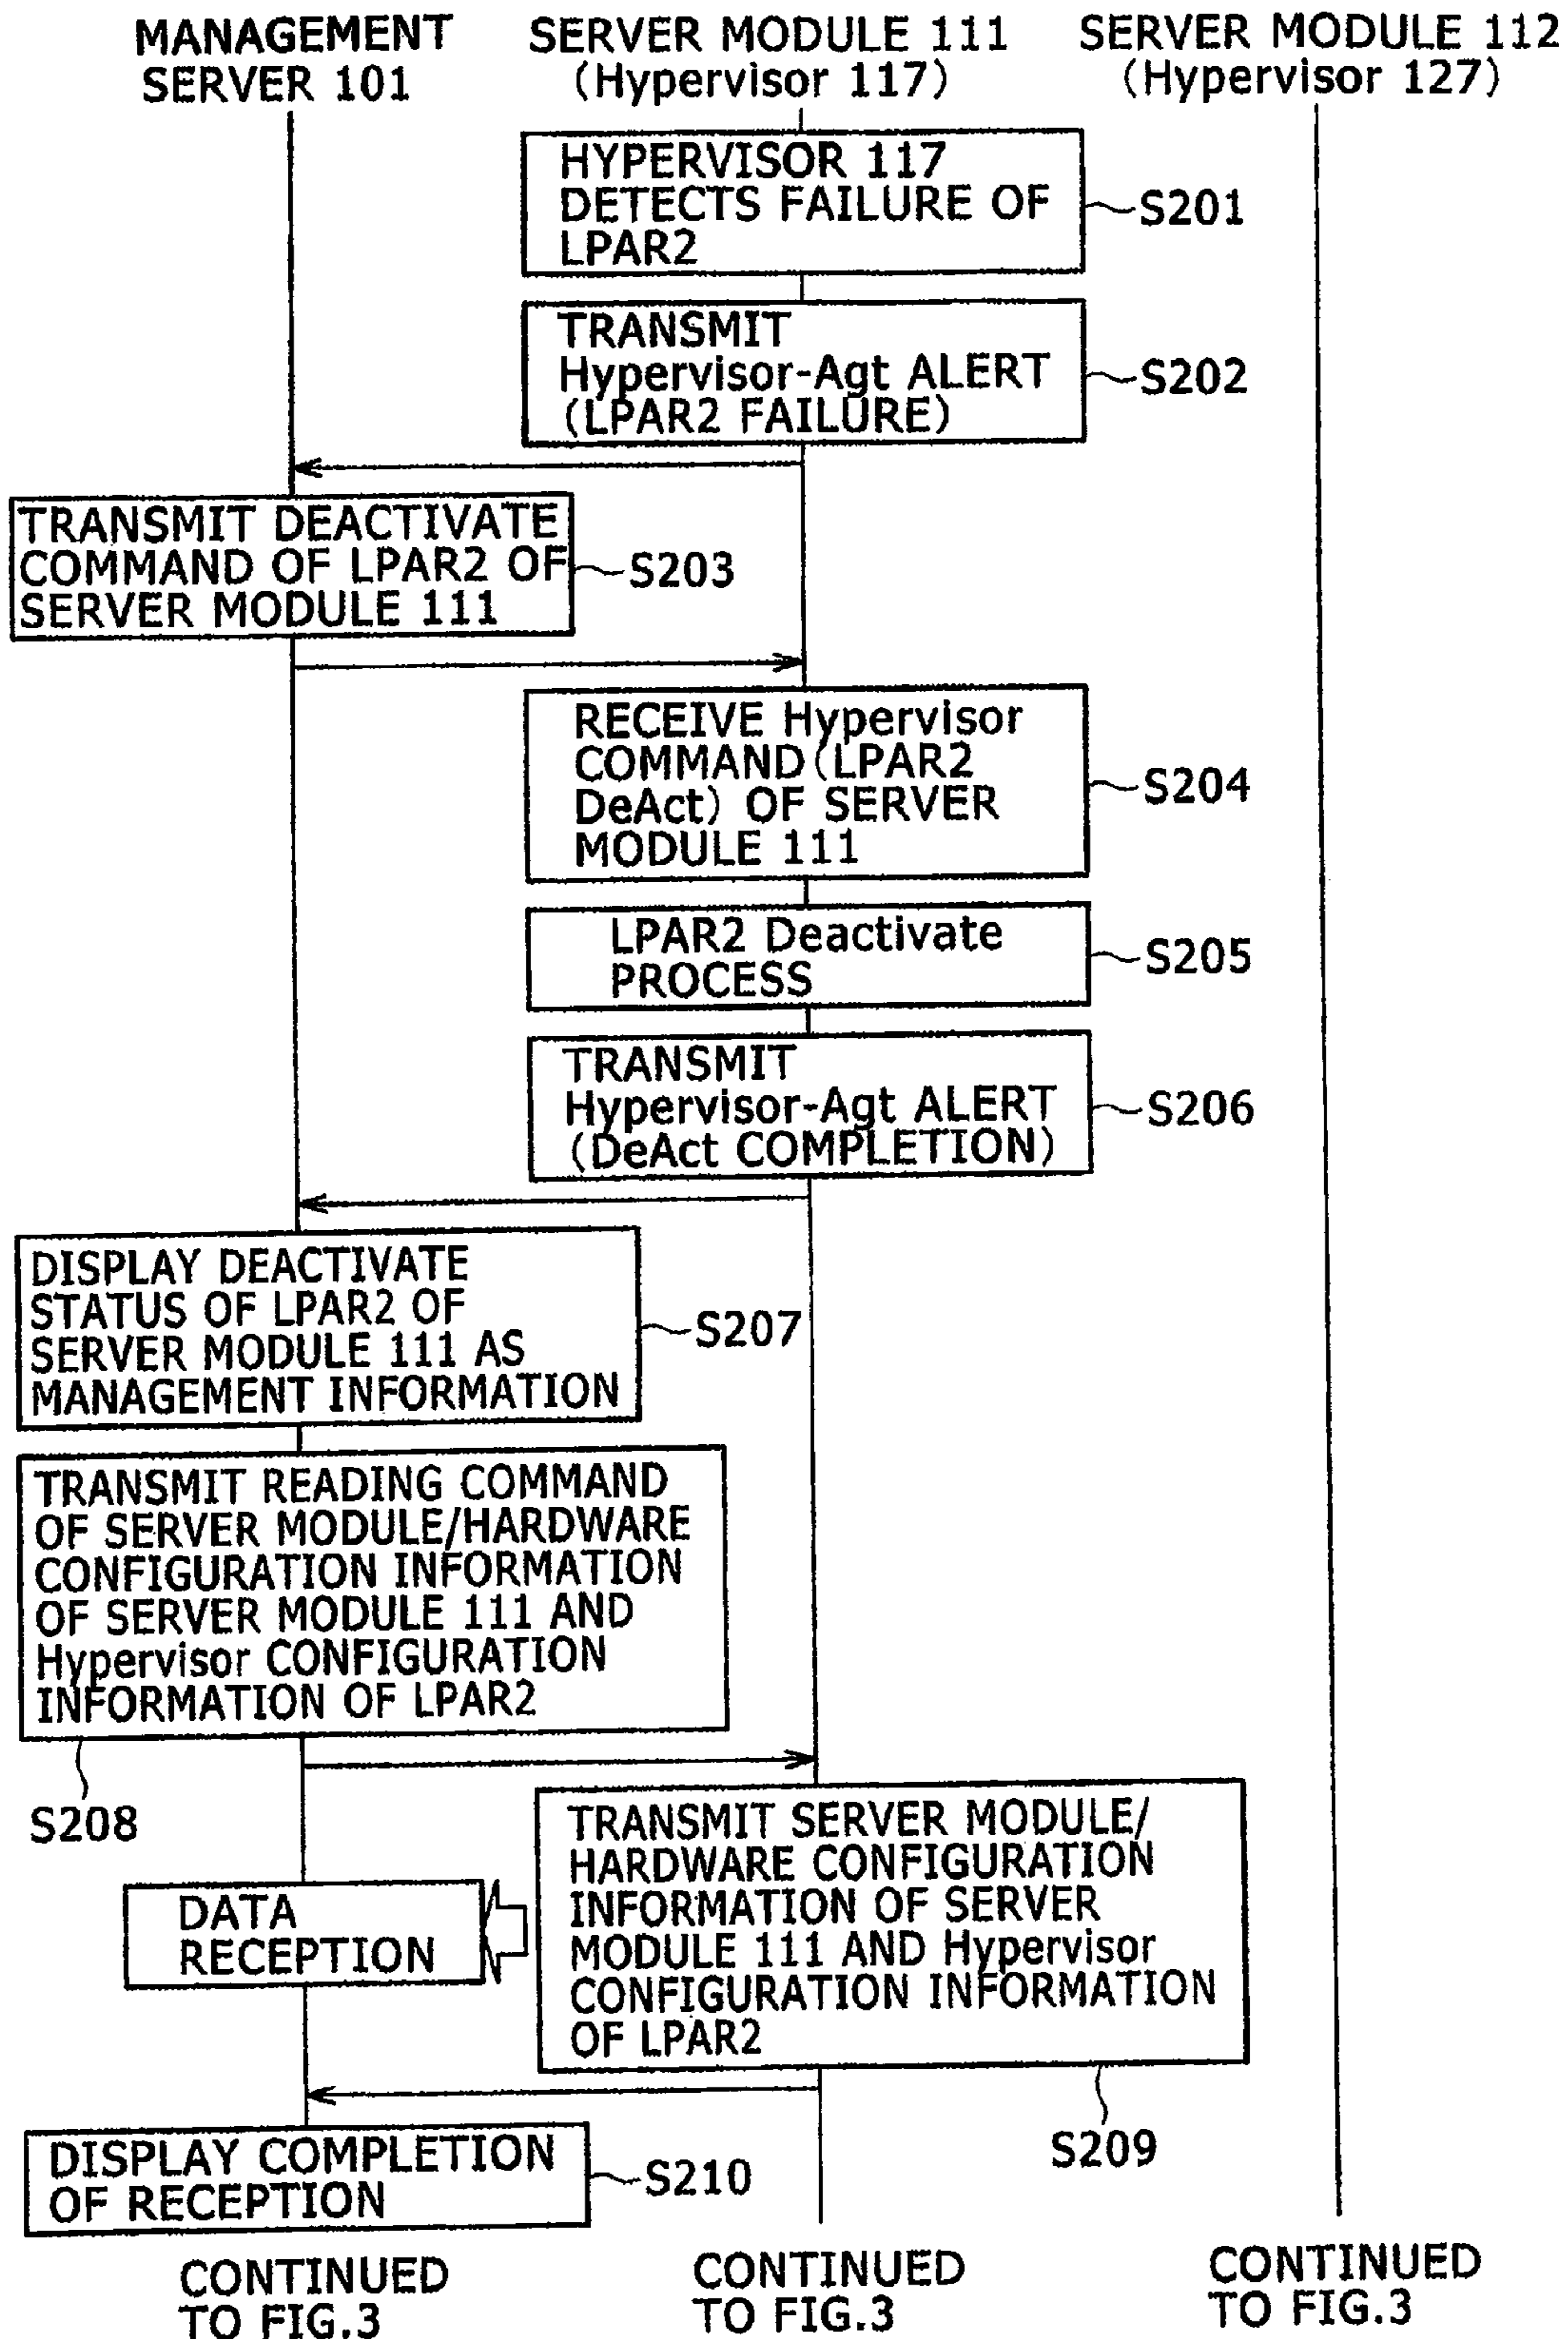 MANAGEMENT
SERVER 101
SERVER MODULE 111
(Hypervisor 117)
SERVER MODULE 112
(Hypervisor 127)
HYPERVISOR 117
DETECTS FAILURE OF
LPAR2
S201
TRANSMIT
Hypervisor-Agt ALERT
(LPAR2 FAILURE)
S202
TRANSMIT DEACTIVATE
COMMAND OF LPAR2 OF
SERVER MODULE 111
S203
RECEIVE Hypervisor
COMMAND(LPAR2
DeAct) OF SERVER
MODULE 111
S204
LPAR2 Deactivate
PROCESS
S205
TRANSMIT
Hypervisor-Agt ALERT
(DeAct COMPLETION)
S206
DISPLAY DEACTIVATE
STATUS OF LPAR2 OF
SERVER MODULE 111 AS
MANAGEMENT INFORMATION
S207
TRANSMIT READING COMMAND
OF SERVER MODULE/HARDWARE
CONFIGURATION INFORMATION
OF SERVER MODULE 111 AND
Hypervisor CONFIGURATION
INFORMATION OF LPAR2
S208
TRANSMIT SERVER MODULE/
HARDWARE CONFIGURATION
INFORMATION OF SERVER
MODULE 111 AND Hypervisor
CONFIGURATION INFORMATION
OF LPAR2
S209
DATA
RECEPTION
DISPLAY COMPLETION
OF RECEPTION
S210
CONTINUED
TO FIG.3
CONTINUED
TO FIG.3
CONTINUED
TO FIG.3